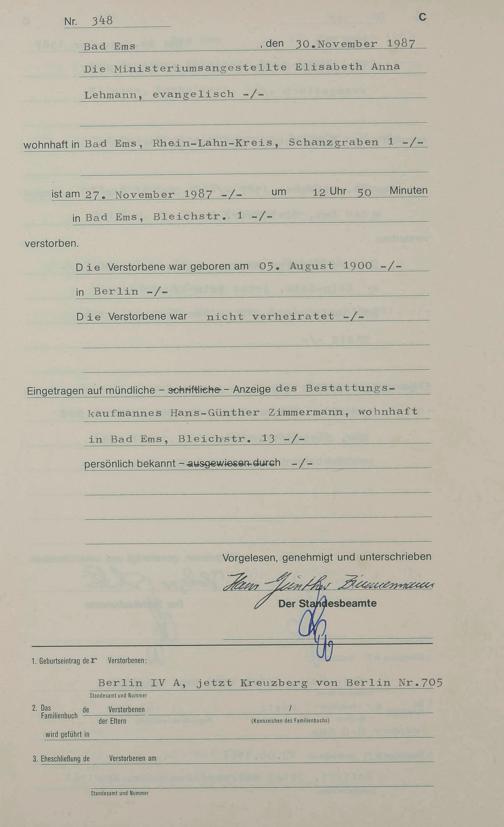 Nr. 348
C
Bad Ems , den 30.November 1987
Die Ministeriumsangestellte Elisabeth Anna
Lehmann, evangelisch -/-
wohnhaft in Bad Ems, Rhein-Lahn-Kreis, Schanzgraben 1 -/-
ist am 27. November 1987 -/- um 12 Uhr 50 Minuten
in Bad Ems, Bleichstr. 1 -/-
verstorben.
Die Verstorbene war geboren am 05. August 1900 -/-
in Berlin -/-
Die Verstorbene war nicht verheiratet -/-
Eingetragen auf mündliche – schriftliche – Anzeige des Bestattungs-
kaufmannes Hans-Günther Zimmermann, wohnhaft
in Bad Ems, Bleichstr. 13 -/-
persönlich bekannt – ausgewiesen durch -/-
Vorgelesen, genehmigt und unterschrieben
Hans Günther Zimmermann
Der Standesbeamte
1. Geburtseintrag der Verstorbenen:
Berlin IV A, jetzt Kreuzberg von Berlin Nr.705
Standesamt und Nummer
2. Das Familienbuch de Verstorbenen /
der Eltern (Kennzeichen des Familienbuchs)
wird geführt in
3. Eheschließung de Verstorbenen am
Standesamt und Nummer